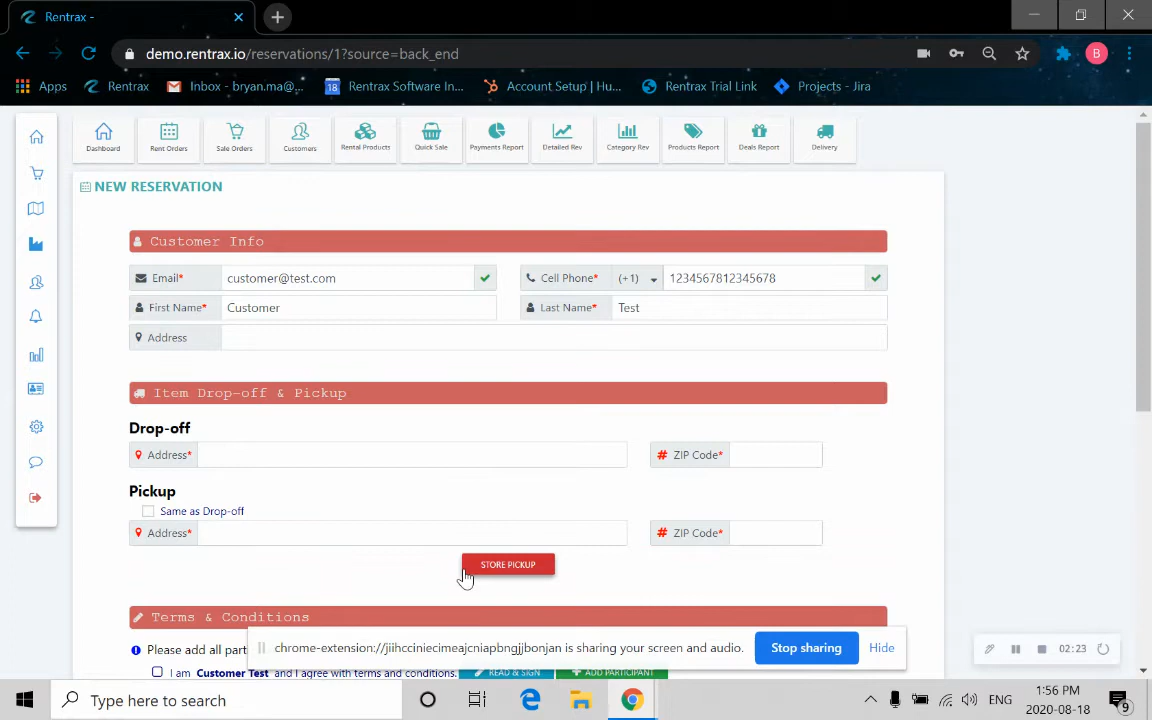 Rentrax -
demo.rentrax.io/reservations/1?source=back_end
Apps Rentrax Inbox - bryan.ma@... 18 Rentrax Software In... Account Setup | Hu... Rentrax Trial Link Projects - Jira
B
Dashboard Rent Orders Sale Orders Customers Rental Products Quick Sale Payments Report Detailed Rev Category Rev Products Report Deals Report Delivery
NEW RESERVATION
Customer Info
Email* customer@test.com Cell Phone* (+1) 1234567812345678
First Name* Customer Last Name* Test
Address
Item Drop-off & Pickup
Drop-off
Address* # ZIP Code*
Pickup
Same as Drop-off
Address* # ZIP Code*
STORE PICKUP
Terms & Conditions
Please add all part
chrome-extension://jiihcciniecimeajcniapbngjjbonjan is sharing your screen and audio. Stop sharing Hide
02:23
I am Customer Test and I agree with terms and conditions. READ & SIGN + ADD PARTICIPANT
Type here to search
ENG
1:56 PM
2020-08-18
9